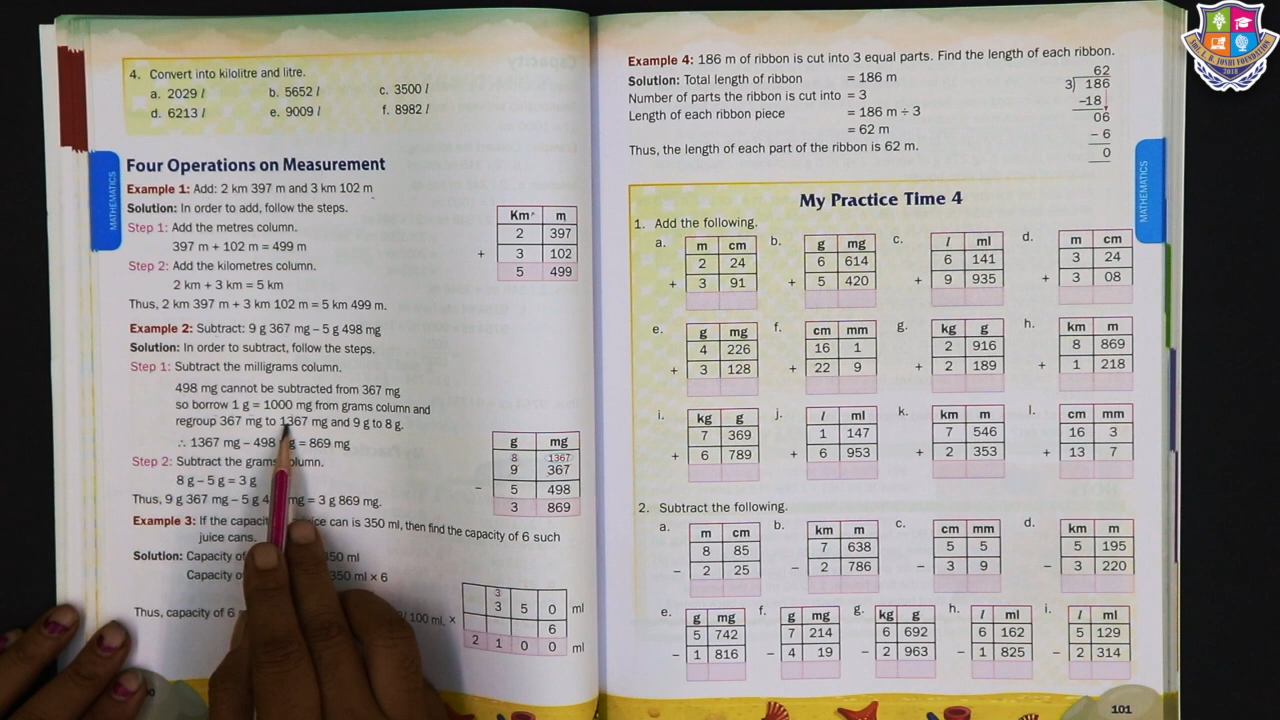 4. Convert into kilolitre and litre.
a. 2029 l b. 5652 l c. 3500 l
d. 6213 l e. 9009 l f. 8982 l
MATHEMATICS
Four Operations on Measurement
Example 1: Add: 2 km 397 m and 3 km 102 m
Solution: In order to add, follow the steps.
Step 1: Add the metres column.
397 m + 102 m = 499 m
Step 2: Add the kilometres column.
2 km + 3 km = 5 km
Thus, 2 km 397 m + 3 km 102 m = 5 km 499 m.
Km m
2 397
+ 3 102
5 499
Example 2: Subtract: 9 g 367 mg – 5 g 498 mg
Solution: In order to subtract, follow the steps.
Step 1: Subtract the milligrams column.
498 mg cannot be subtracted from 367 mg
so borrow 1 g = 1000 mg from grams column and
regroup 367 mg to 1367 mg and 9 g to 8 g.
∴ 1367 mg – 498 g = 869 mg
Step 2: Subtract the grams column.
8 g – 5 g = 3 g
Thus, 9 g 367 mg – 5 g 4 mg = 3 g 869 mg.
g mg
8 1367
9 367
– 5 498
3 869
Example 3: If the capacity can is 350 ml, then find the capacity of 6 such
juice cans.
Solution: Capacity of 350 ml
Capacity 350 ml × 6
Thus, capacity of 6 100 ml.
3
3 5 0 ml
× 6
2 1 0 0 ml
Example 4: 186 m of ribbon is cut into 3 equal parts. Find the length of each ribbon.
Solution: Total length of ribbon = 186 m
Number of parts the ribbon is cut into = 3
Length of each ribbon piece = 186 m ÷ 3
= 62 m
Thus, the length of each part of the ribbon is 62 m.
62
3) 186
–18
06
– 6
0
MATHEMATICS
My Practice Time 4
1. Add the following.
a. b. c. d.
m cm g mg l ml m cm
2 24 6 614 6 141 3 24
+ 3 91 + 5 420 + 9 935 + 3 08
e. f. g. h.
g mg cm mm kg g km m
4 226 16 1 2 916 8 869
+ 3 128 + 22 9 + 2 189 + 1 218
i. j. k. l.
kg g l ml km m cm mm
7 369 1 147 7 546 16 3
+ 6 789 + 6 953 + 2 353 + 13 7
2. Subtract the following.
a. b. c. d.
m cm km m cm mm km m
8 85 7 638 5 5 5 195
– 2 25 – 2 786 – 3 9 – 3 220
e. f. g. h. i.
g mg g mg kg g l ml l ml
5 742 7 214 6 692 6 162 5 129
– 1 816 – 4 19 – 2 963 – 1 825 – 2 314
101